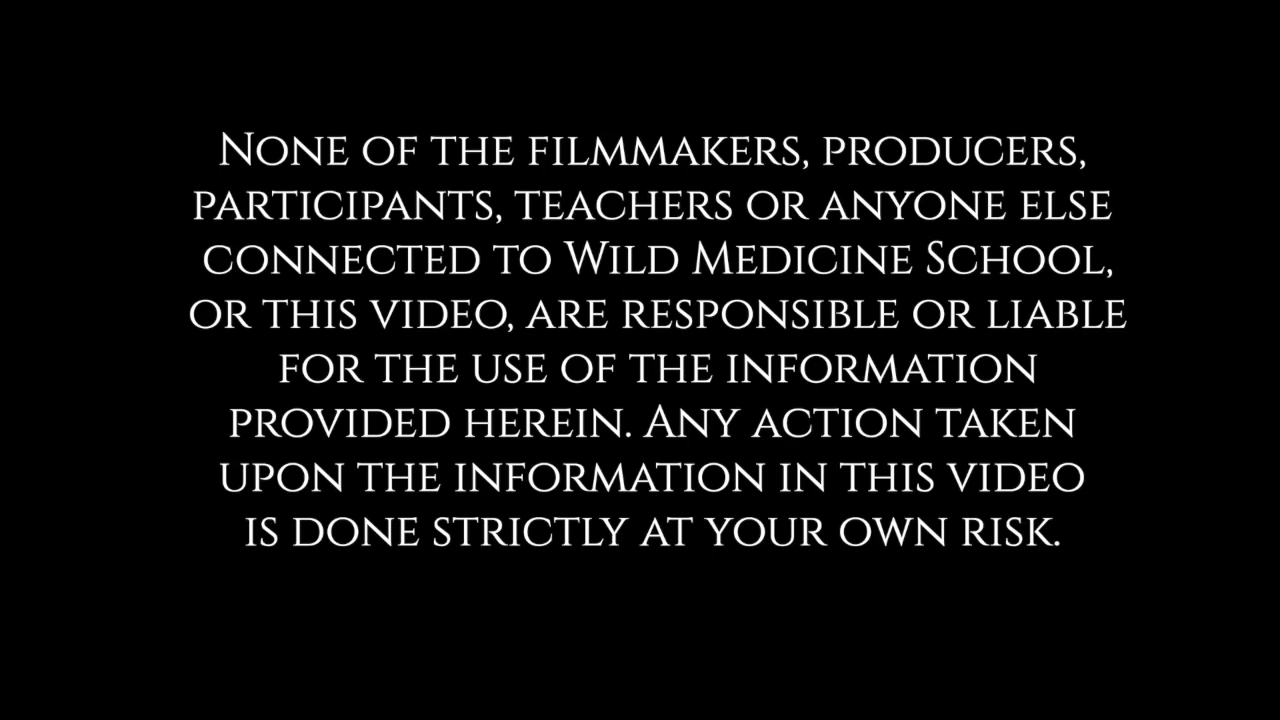 None of the filmmakers, producers,
participants, teachers or anyone else
connected to Wild Medicine School,
or this video, are responsible or liable
for the use of the information
provided herein. Any action taken
upon the information in this video
is done strictly at your own risk.